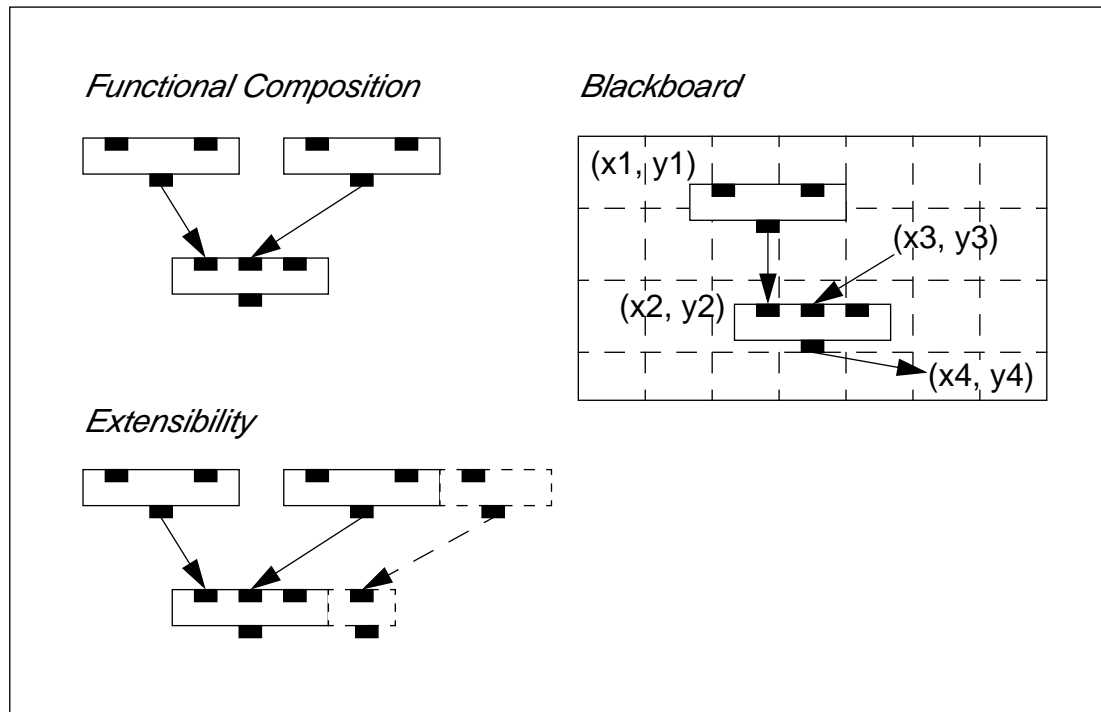 Functional Composition
Blackboard
(x1, y1)
(x3, y3)
(x2, y2)
(x4, y4)
Extensibility